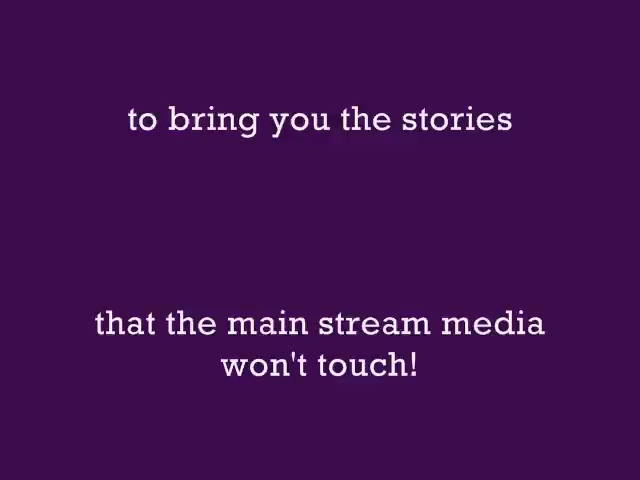 to bring you the stories
that the main stream media
won't touch!